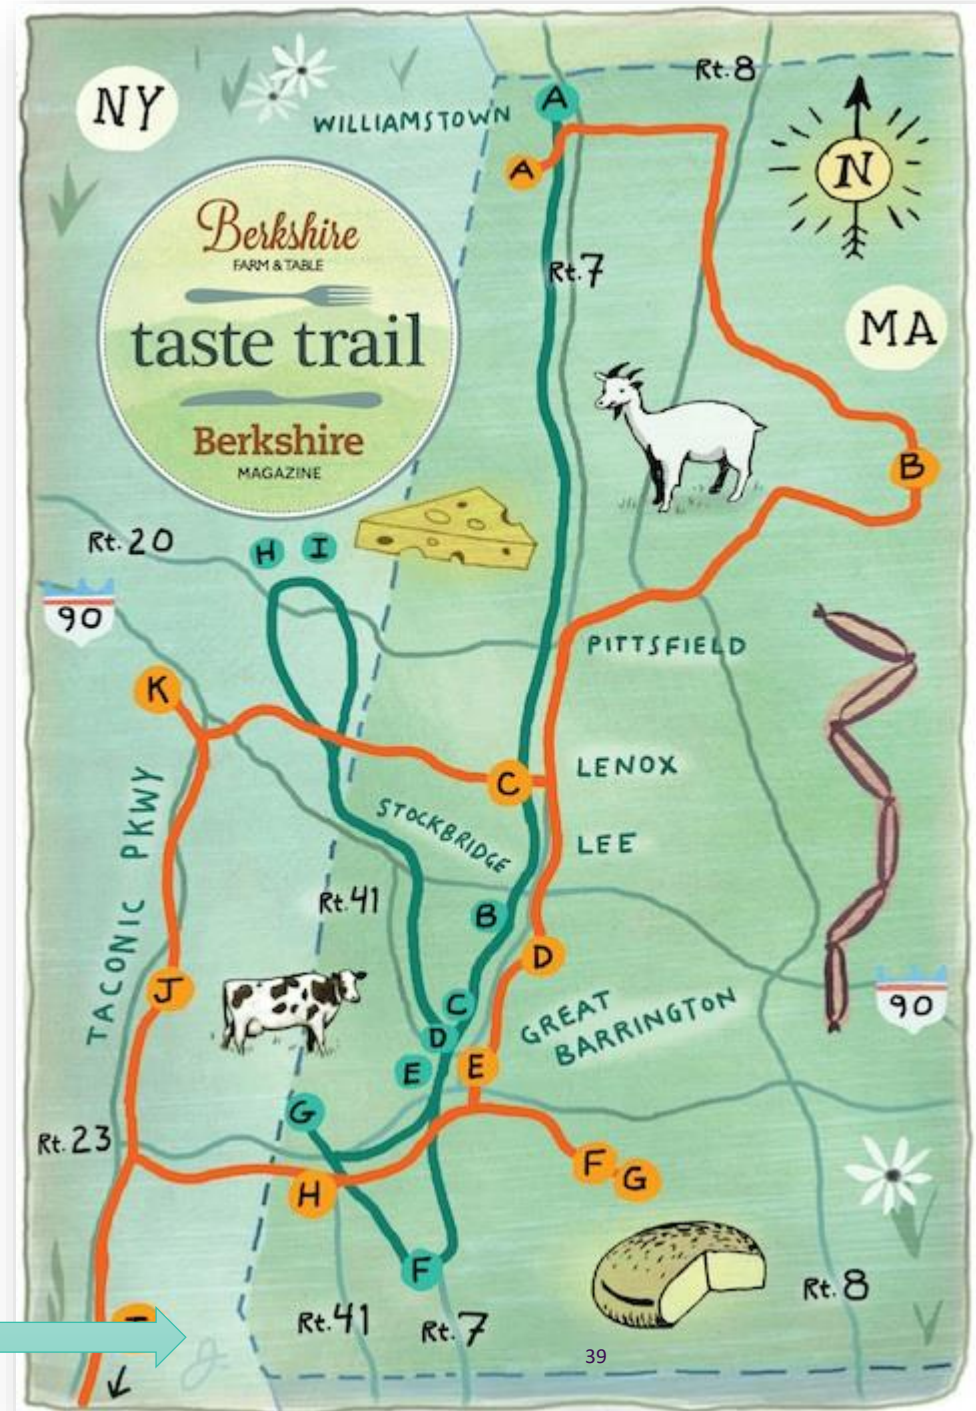 Rt. 8
NY
A
WILLIAMSTOWN
N
A
Berkshire
FARM & TABLE
Rt. 7
taste trail
MA
Berkshire
MAGAZINE
B
Rt. 20
H I
90
PITTSFIELD
K
LENOX
C
TACONIC PKWY
STOCKBRIDGE
LEE
Rt. 41
B
D
J
C
90
GREAT
BARRINGTON
D
E
E
G
Rt. 23
F G
H
F
Rt. 8
Rt. 41
Rt. 7
39